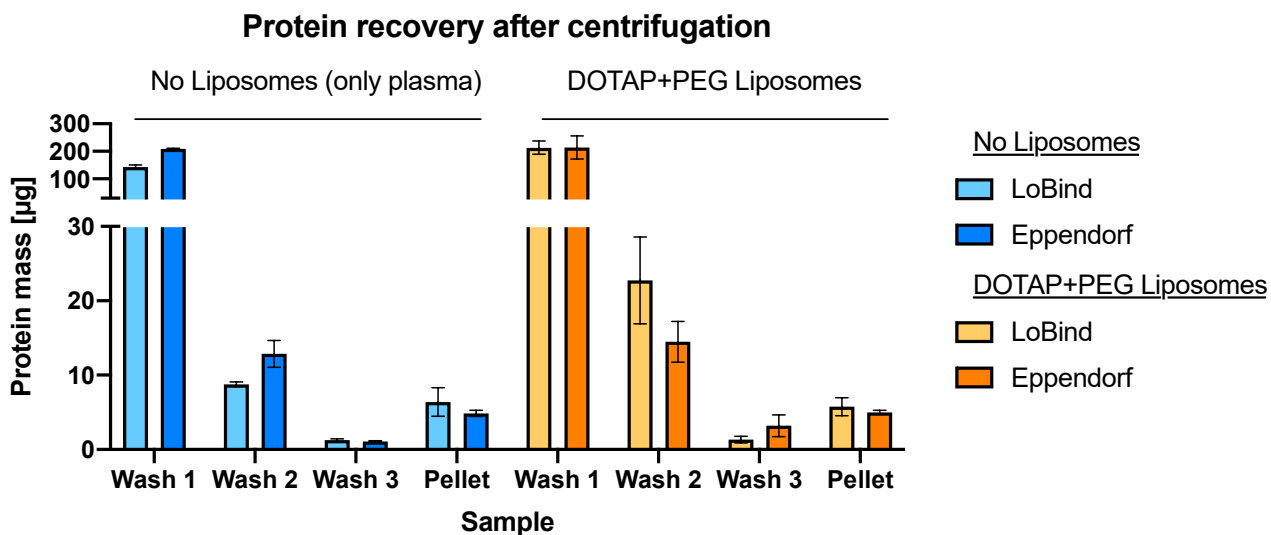 Protein recovery after centrifugation
No Liposomes (only plasma)
DOTAP+PEG Liposomes
Protein mass [µg]
300
200
100
30
20
10
0
Wash 1
Wash 2
Wash 3
Pellet
Wash 1
Wash 2
Wash 3
Pellet
Sample
No Liposomes
LoBind
Eppendorf
DOTAP+PEG Liposomes
LoBind
Eppendorf